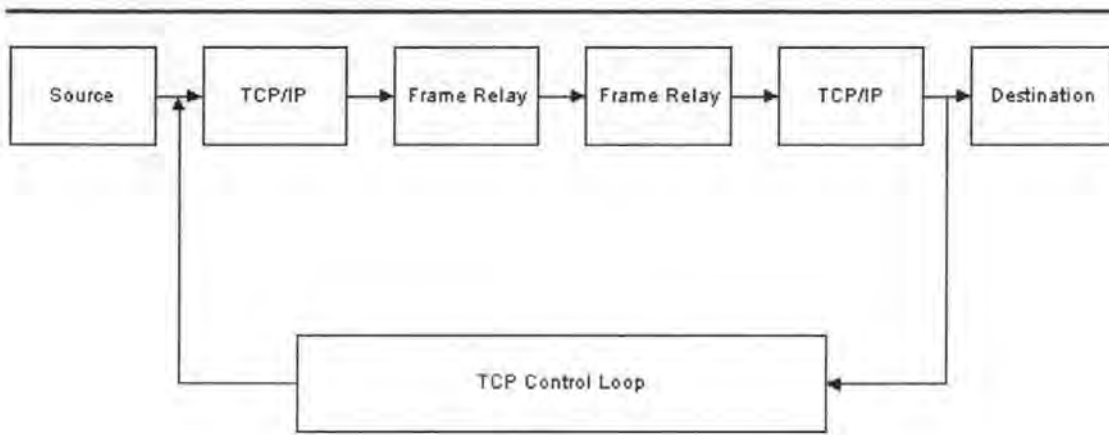 Source
TCP/IP
Frame Relay
Frame Relay
TCP/IP
Destination
TCP Control Loop